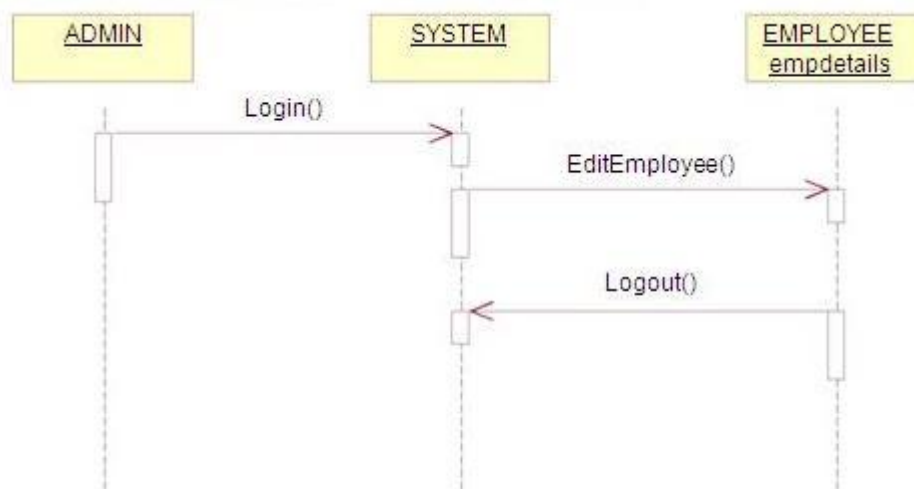 ADMIN
SYSTEM
EMPLOYEE
empdetails
Login()
EditEmployee()
Logout()